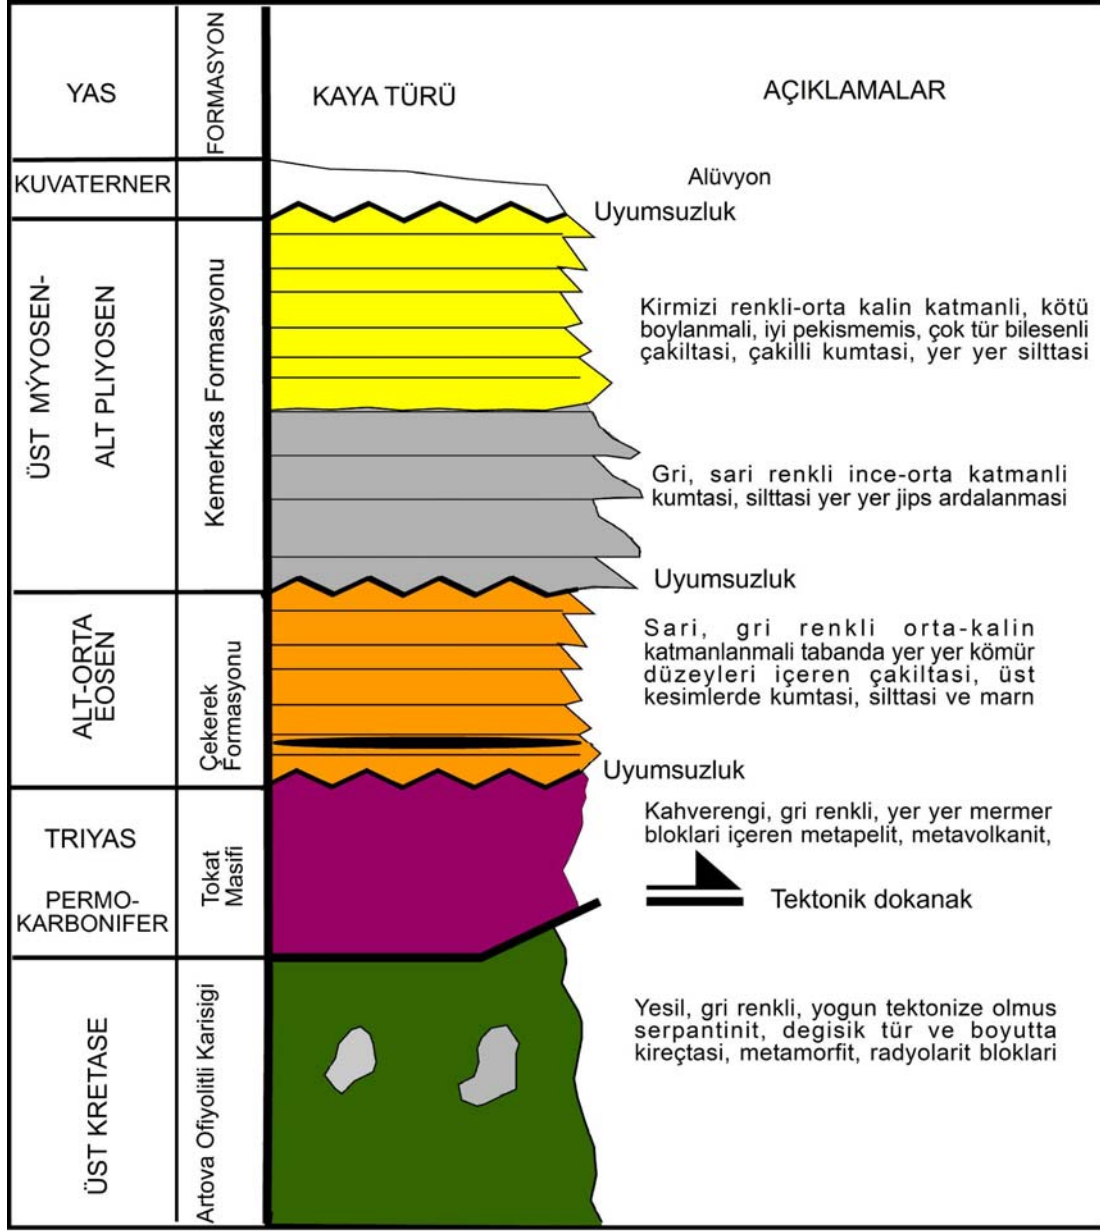 YAS
FORMASYON
KAYA TÜRÜ
AÇIKLAMALAR
KUVATERNER
Alüvyon
Uyumsuzluk
ÜST MÝYOSEN-
ALT PLIYOSEN
Kemerkas Formasyonu
Kirmizi renkli-orta kalin katmanli, kötü
boylanmali, iyi pekismemis, çok tür bilesenli
çakiltasi, çakilli kumtasi, yer yer silttasi
Gri, sari renkli ince-orta katmanli
kumtasi, silttasi yer yer jips ardalanmasi
Uyumsuzluk
ALT-ORTA
EOSEN
Çekerek
Formasyonu
Sari, gri renkli orta-kalin
katmanlanmali tabanda yer yer kömür
düzeyleri içeren çakiltasi, üst
kesimlerde kumtasi, silttasi ve marn
Uyumsuzluk
TRIYAS
PERMO-
KARBONIFER
Tokat
Masifi
Kahverengi, gri renkli, yer yer mermer
bloklari içeren metapelit, metavolkanit,
Tektonik dokanak
ÜST KRETASE
Artova Ofiyolitli Karisigi
Yesil, gri renkli, yogun tektonize olmus
serpantinit, degisik tür ve boyutta
kireçtasi, metamorfit, radyolarit bloklari